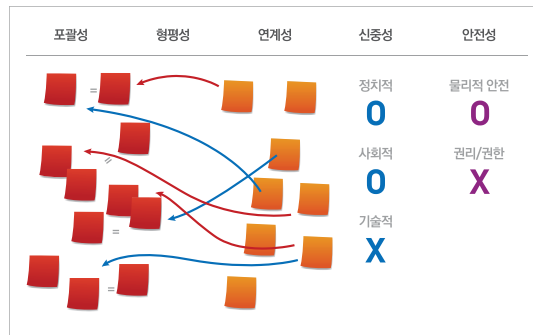 포괄성 형평성 연계성 신중성 안전성
정치적 물리적 안전
O O
= 
사회적 권리/권한
=
O X
기술적
=
X
=